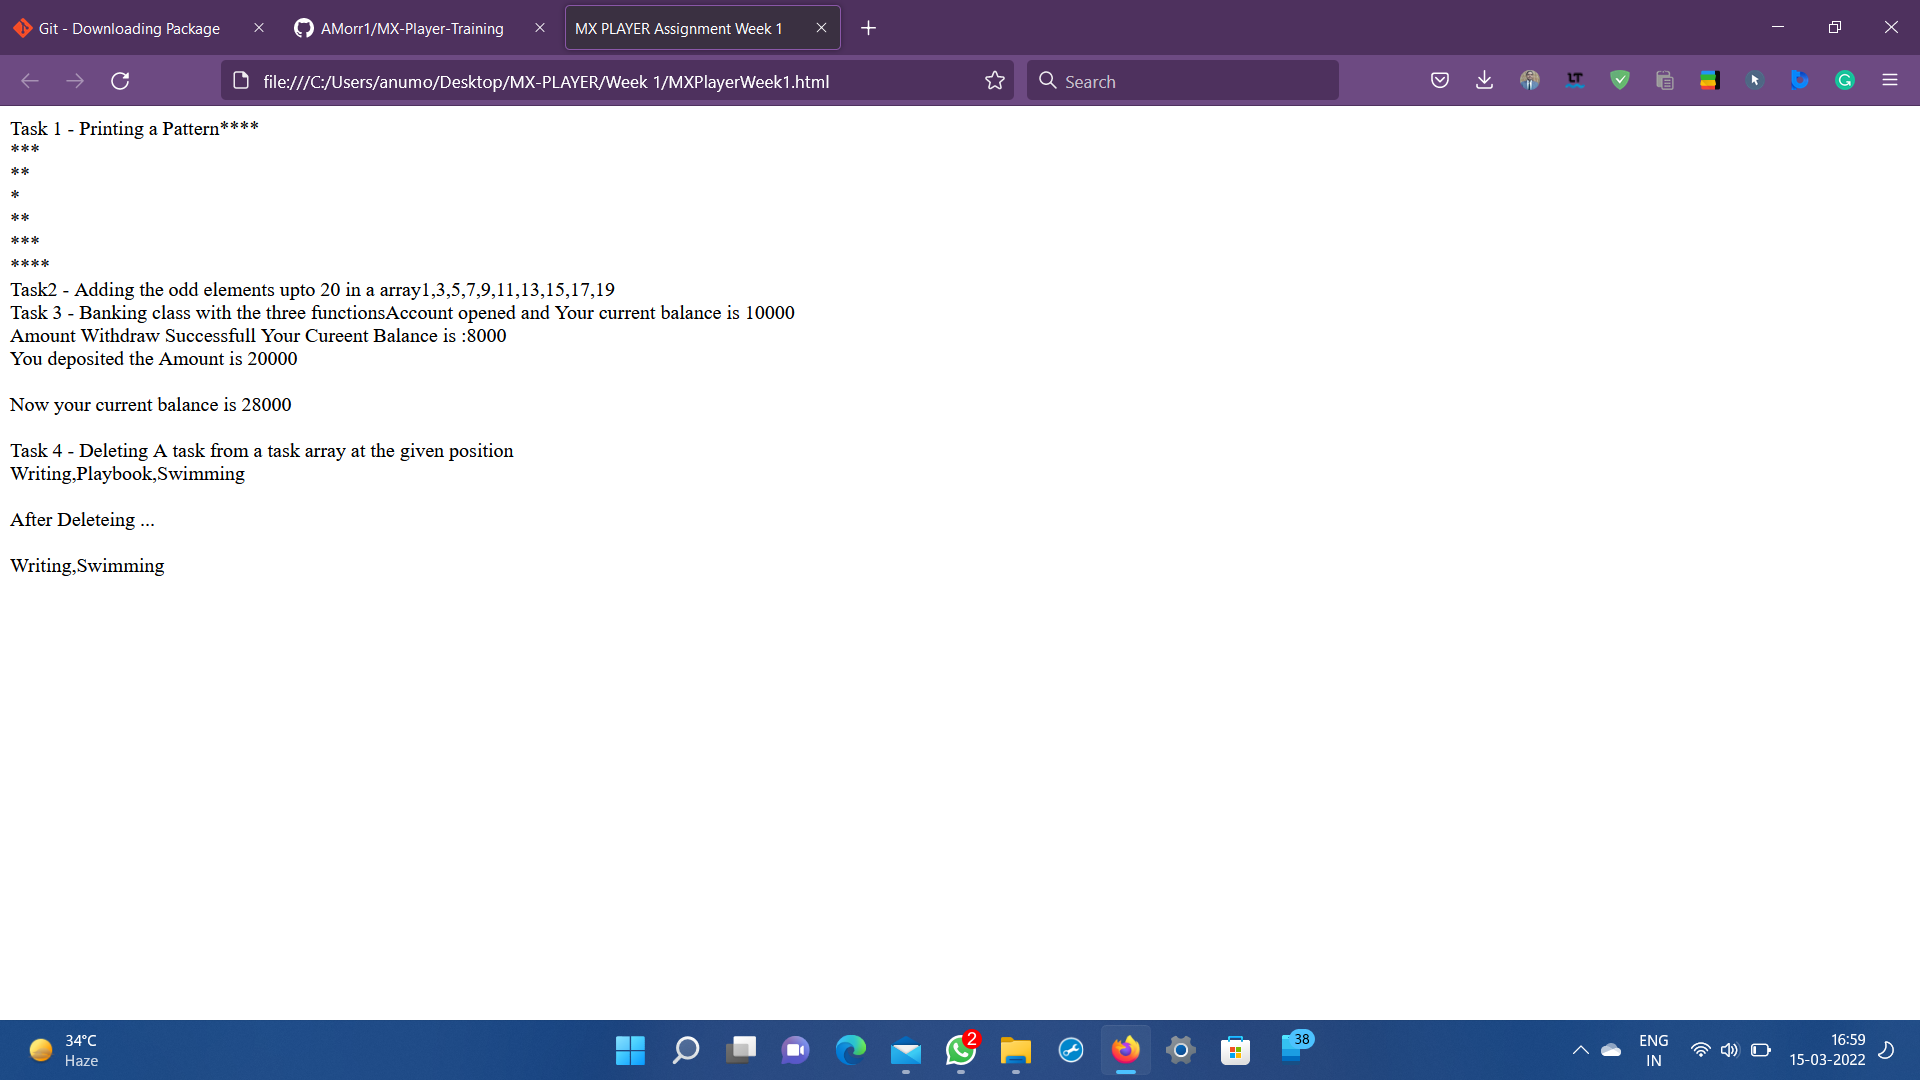 Git - Downloading Package
AMorr1/MX-Player-Training
MX PLAYER Assignment Week 1
file:///C:/Users/anumo/Desktop/MX-PLAYER/Week 1/MXPlayerWeek1.html
Search
LT
Task 1 - Printing a Pattern****
***
**
*
**
***
****
Task2 - Adding the odd elements upto 20 in a array1,3,5,7,9,11,13,15,17,19
Task 3 - Banking class with the three functionsAccount opened and Your current balance is 10000
Amount Withdraw Successfull Your Cureent Balance is :8000
You deposited the Amount is 20000
Now your current balance is 28000
Task 4 - Deleting A task from a task array at the given position
Writing,Playbook,Swimming
After Deleteing ...
Writing,Swimming
34°C
Haze
2
38
ENG
IN
16:59
15-03-2022